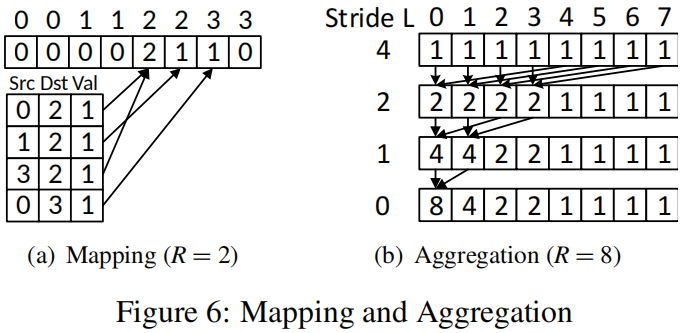 0 0 1 1 2 2 3 3
0 0 0 0 2 1 1 0
Src Dst Val
0 2 1
1 2 1
3 2 1
0 3 1
(a) Mapping (R = 2)
Stride L 0 1 2 3 4 5 6 7
4 1 1 1 1 1 1 1 1
2 2 2 2 2 1 1 1 1
1 4 4 2 2 1 1 1 1
0 8 4 2 2 1 1 1 1
(b) Aggregation (R = 8)
Figure 6: Mapping and Aggregation